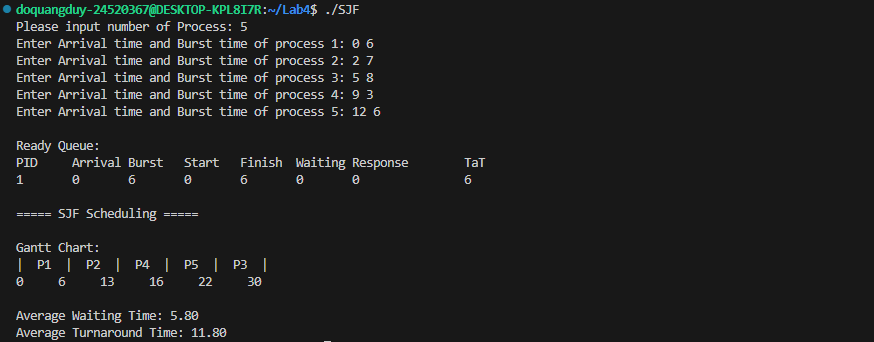 doquangduy-24520367@DESKTOP-KPL8I7R:~/Lab4$ ./SJF
Please input number of Process: 5
Enter Arrival time and Burst time of process 1: 0 6
Enter Arrival time and Burst time of process 2: 2 7
Enter Arrival time and Burst time of process 3: 5 8
Enter Arrival time and Burst time of process 4: 9 3
Enter Arrival time and Burst time of process 5: 12 6
Ready Queue:
PID Arrival Burst Start Finish Waiting Response TaT
1 0 6 0 6 0 0 6
===== SJF Scheduling =====
Gantt Chart:
| P1 | P2 | P4 | P5 | P3 |
0 6 13 16 22 30
Average Waiting Time: 5.80
Average Turnaround Time: 11.80